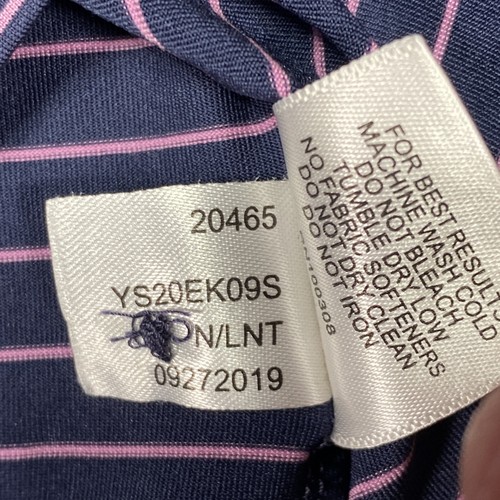 20465
YS20EK09S
N/LNT
09272019
FOR BEST RESULTS
MACHINE WASH COLD
DO NOT BLEACH
TUMBLE DRY LOW
NO FABRIC SOFTENERS
DO NOT DRY CLEAN
DO NOT IRON